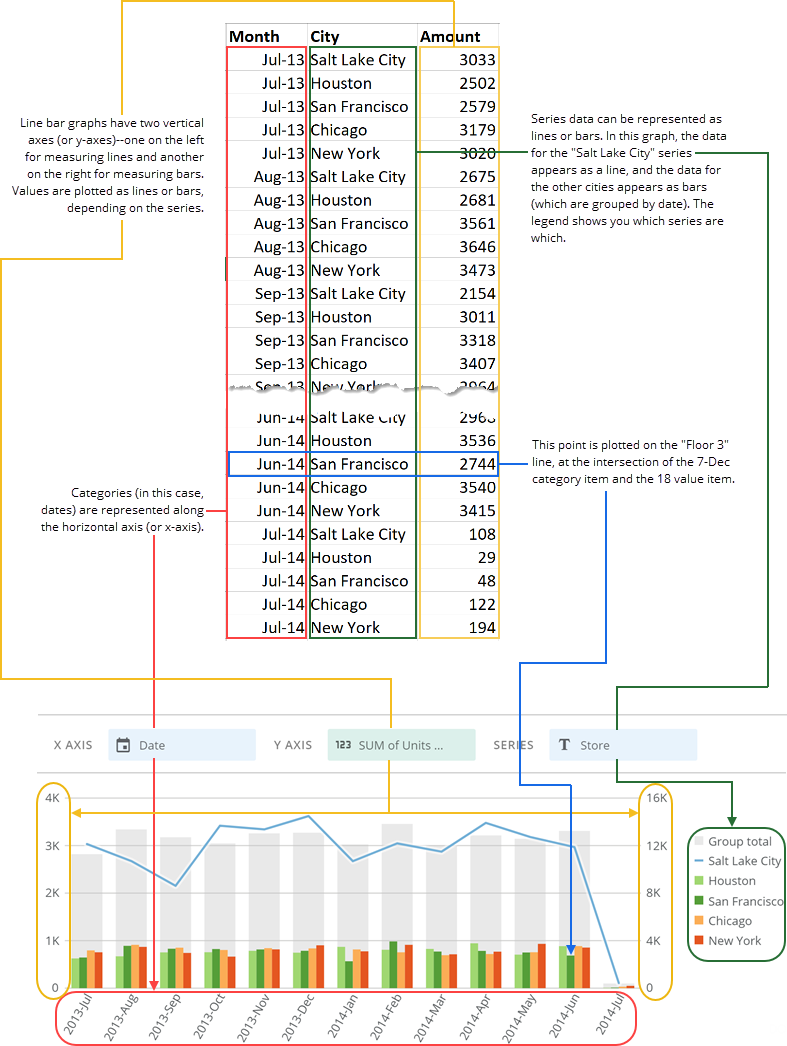 Month City Amount
Jul-13 Salt Lake City 3033
Jul-13 Houston 2502
Jul-13 San Francisco 2579
Jul-13 Chicago 3179
Jul-13 New York 3020
Aug-13 Salt Lake City 2675
Aug-13 Houston 2681
Aug-13 San Francisco 3561
Aug-13 Chicago 3646
Aug-13 New York 3473
Sep-13 Salt Lake City 2154
Sep-13 Houston 3011
Sep-13 San Francisco 3318
Sep-13 Chicago 3407
Sep-13 New York 2964
Jun-14 Salt Lake City 2968
Jun-14 Houston 3536
Jun-14 San Francisco 2744
Jun-14 Chicago 3540
Jun-14 New York 3415
Jul-14 Salt Lake City 108
Jul-14 Houston 29
Jul-14 San Francisco 48
Jul-14 Chicago 122
Jul-14 New York 194
Line bar graphs have two vertical
axes (or y-axes)--one on the left
for measuring lines and another
on the right for measuring bars.
Values are plotted as lines or bars,
depending on the series.
Series data can be represented as
lines or bars. In this graph, the data
for the "Salt Lake City" series
appears as a line, and the data for
the other cities appears as bars
(which are grouped by date). The
legend shows you which series are
which.
This point is plotted on the "Floor 3"
line, at the intersection of the 7-Dec
category item and the 18 value item.
Categories (in this case,
dates) are represented along
the horizontal axis (or x-axis).
X AXIS Date Y AXIS 123 SUM of Units ... SERIES T Store
4K
3K
2K
1K
0
16K
12K
8K
4K
0
Group total
Salt Lake City
Houston
San Francisco
Chicago
New York
2013-Jul
2013-Aug
2013-Sep
2013-Oct
2013-Nov
2013-Dec
2014-Jan
2014-Feb
2014-Mar
2014-Apr
2014-May
2014-Jun
2014-Jul